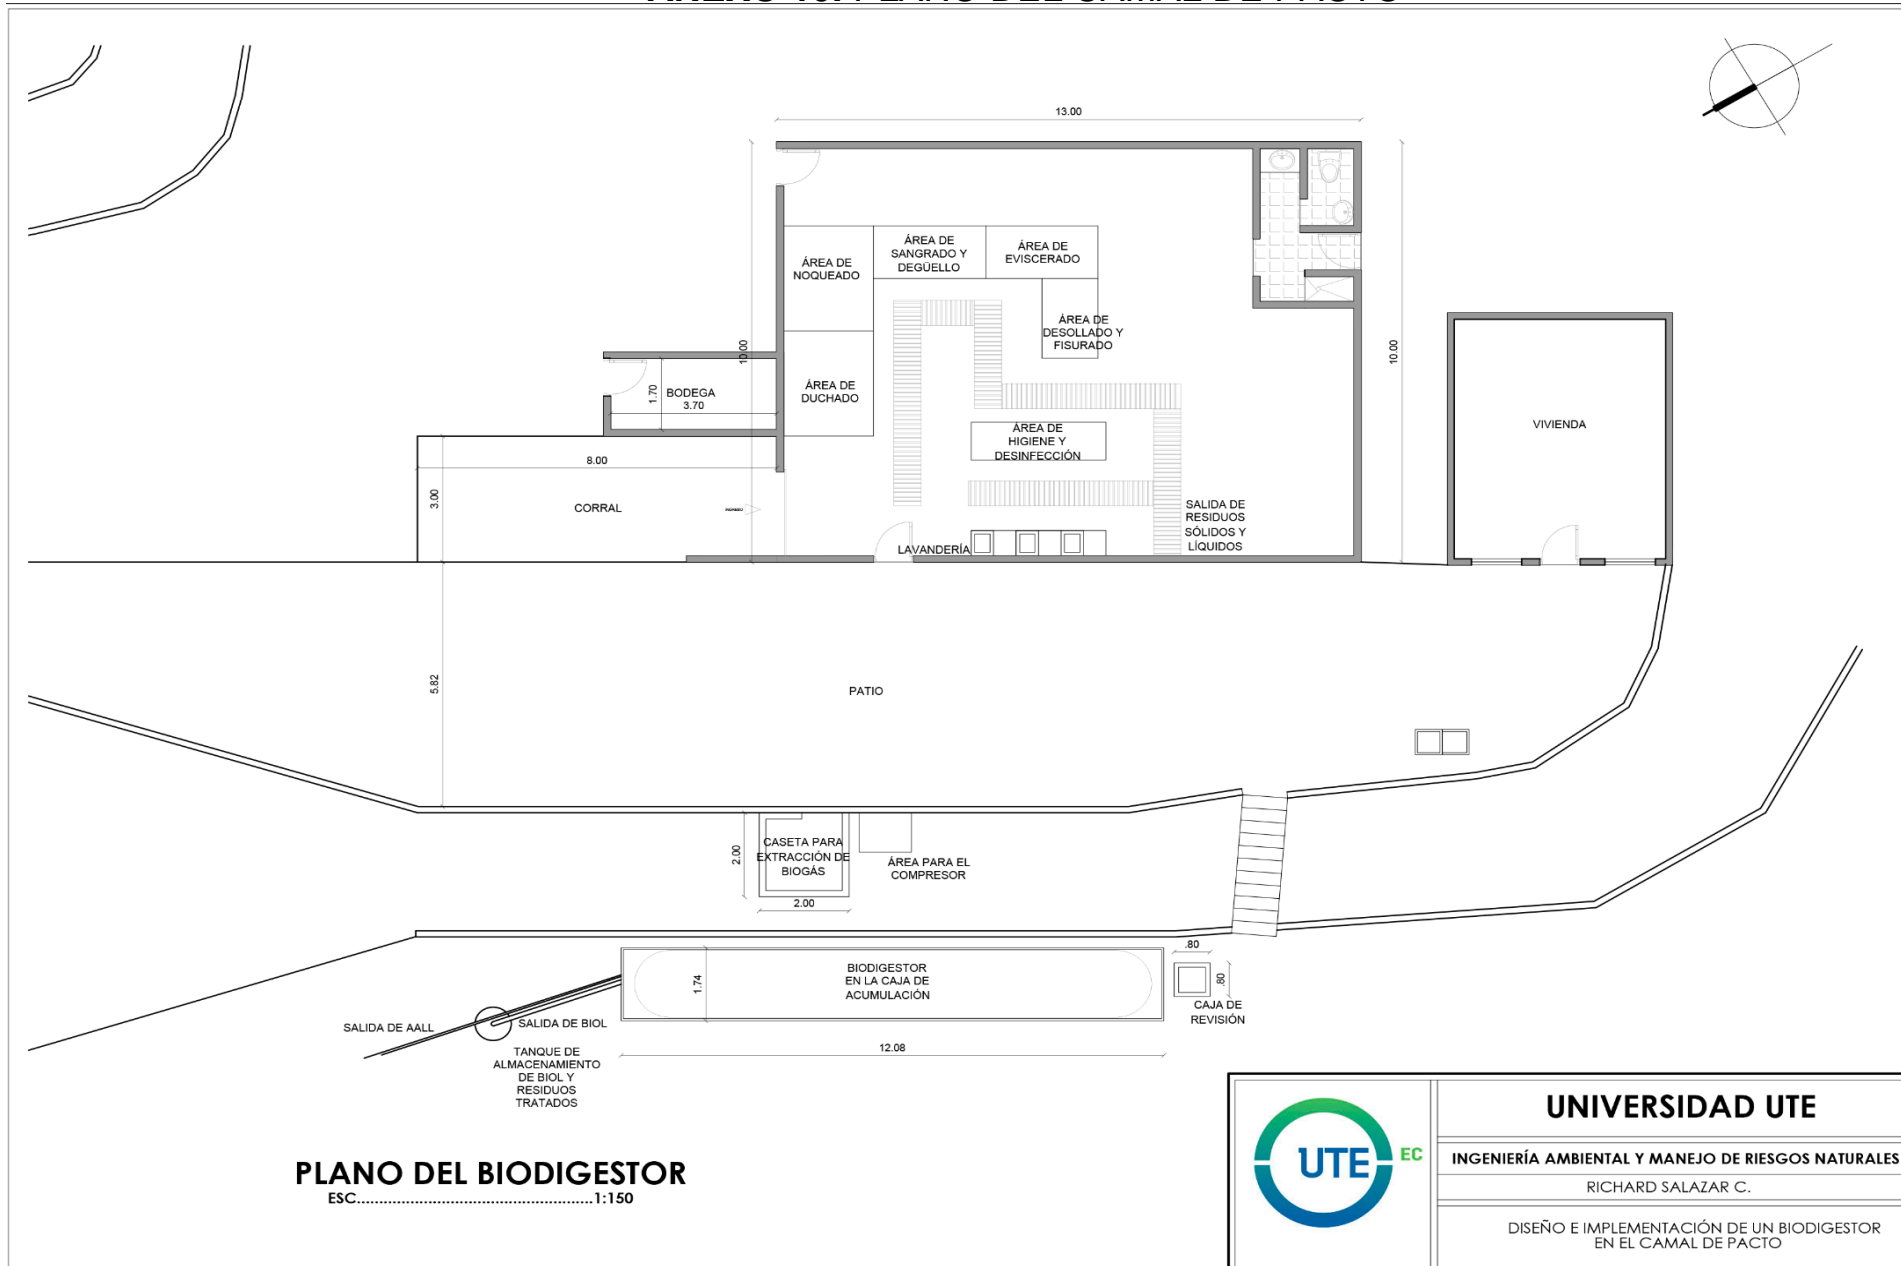 13.00
ÁREA DE
NOQUEADO
ÁREA DE
SANGRADO Y
DEGÜELLO
ÁREA DE
EVISCERADO
ÁREA DE
DESOLLADO Y
FISURADO
10.00
10.00
BODEGA
3.70
1.70
ÁREA DE
DUCHADO
ÁREA DE
HIGIENE Y
DESINFECCIÓN
VIVIENDA
8.00
3.00
CORRAL
LAVANDERÍA
SALIDA DE
RESIDUOS
SÓLIDOS Y
LÍQUIDOS
5.82
PATIO
2.00
CASETA PARA
EXTRACCIÓN DE
BIOGÁS
2.00
ÁREA PARA EL
COMPRESOR
1.74
BIODIGESTOR
EN LA CAJA DE
ACUMULACIÓN
.80
.80
CAJA DE
REVISIÓN
12.08
SALIDA DE AALL
SALIDA DE BIOL
TANQUE DE
ALMACENAMIENTO
DE BIOL Y
RESIDUOS
TRATADOS
PLANO DEL BIODIGESTOR
ESC....................................................1:150
UTE
EC
UNIVERSIDAD UTE
INGENIERÍA AMBIENTAL Y MANEJO DE RIESGOS NATURALES
RICHARD SALAZAR C.
DISEÑO E IMPLEMENTACIÓN DE UN BIODIGESTOR
EN EL CAMAL DE PACTO